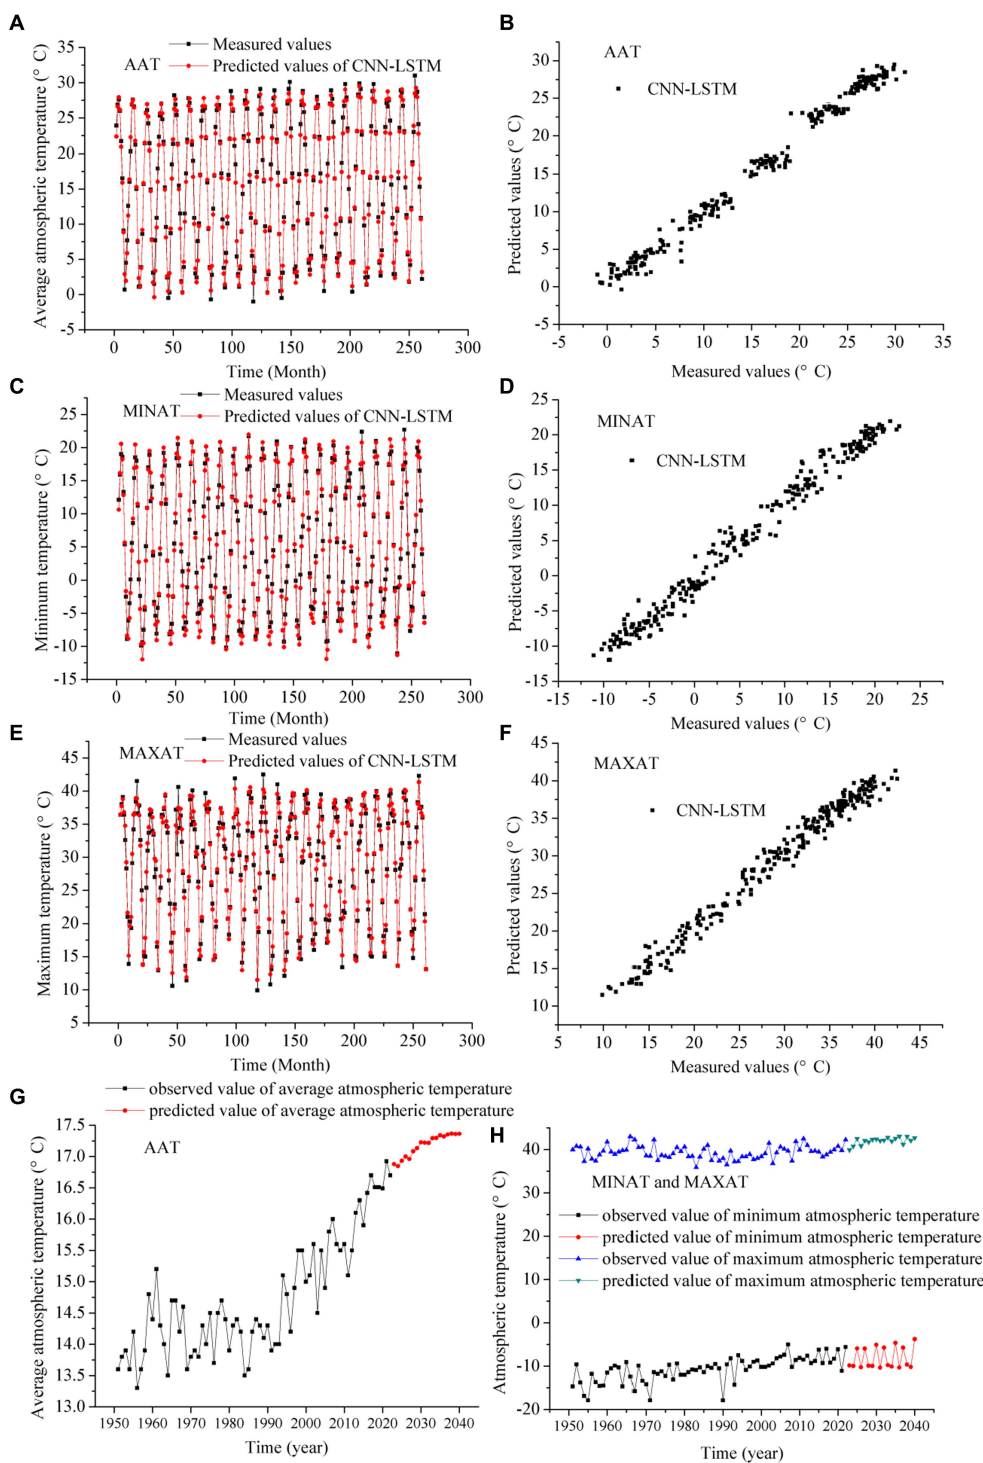 A
Measured values
Predicted values of CNN-LSTM
AAT
35
30
25
20
15
10
5
0
-5
0 50 100 150 200 250 300
Average atmospheric temperature (° C)
Time (Month)
B
AAT
CNN-LSTM
30
25
20
15
10
5
0
-5
-5 0 5 10 15 20 25 30 35
Predicted values (° C)
Measured values (° C)
C
Measured values
Predicted values of CNN-LSTM
MINAT
25
20
15
10
5
0
-5
-10
-15
0 50 100 150 200 250 300
Minimum temperature (° C)
Time (Month)
D
MINAT
CNN-LSTM
25
20
15
10
5
0
-5
-10
-15
-15 -10 -5 0 5 10 15 20 25
Predicted values (° C)
Measured values (° C)
E
Measured values
Predicted values of CNN-LSTM
MAXAT
45
40
35
30
25
20
15
10
5
0 50 100 150 200 250 300
Maximum temperature (° C)
Time (Month)
F
MAXAT
CNN-LSTM
45
40
35
30
25
20
15
10
5 10 15 20 25 30 35 40 45
Predicted values (° C)
Measured values (° C)
G
observed value of average atmospheric temperature
predicted value of average atmospheric temperature
AAT
17.5
17.0
16.5
16.0
15.5
15.0
14.5
14.0
13.5
13.0
1950 1960 1970 1980 1990 2000 2010 2020 2030 2040
Average atmospheric temperature (° C)
Time (year)
H
MINAT and MAXAT
observed value of minimum atmospheric temperature
predicted value of minimum atmospheric temperature
observed value of maximum atmospheric temperature
predicted value of maximum atmospheric temperature
40
30
20
10
0
-10
-20
1950 1960 1970 1980 1990 2000 2010 2020 2030 2040
Atmospheric temperature (° C)
Time (year)